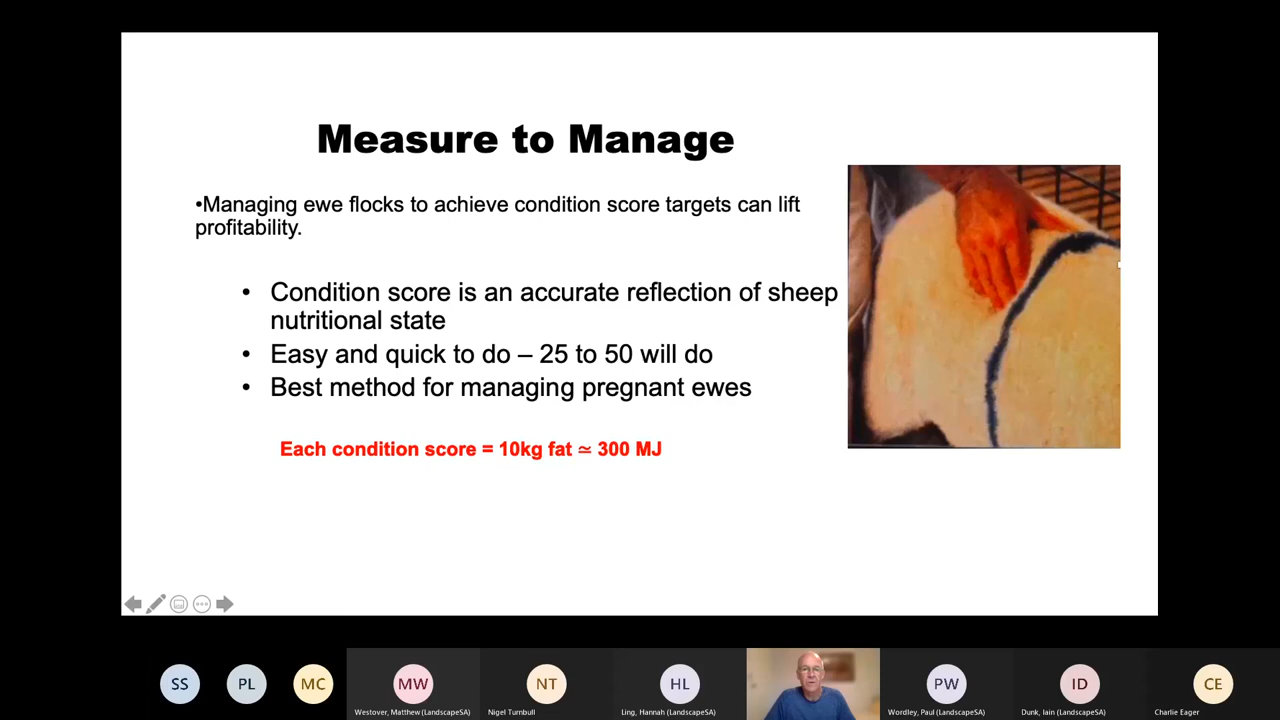 Measure to Manage
•Managing ewe flocks to achieve condition score targets can lift
profitability.
• Condition score is an accurate reflection of sheep
nutritional state
• Easy and quick to do – 25 to 50 will do
• Best method for managing pregnant ewes
Each condition score = 10kg fat ≃ 300 MJ
SS
PL
MC
MW
NT
HL
PW
ID
CE
Westover, Matthew (LandscapeSA)
Nigel Turnbull
Ling, Hannah (LandscapeSA)
Wordley, Paul (LandscapeSA)
Dunk, Iain (LandscapeSA)
Charlie Eager